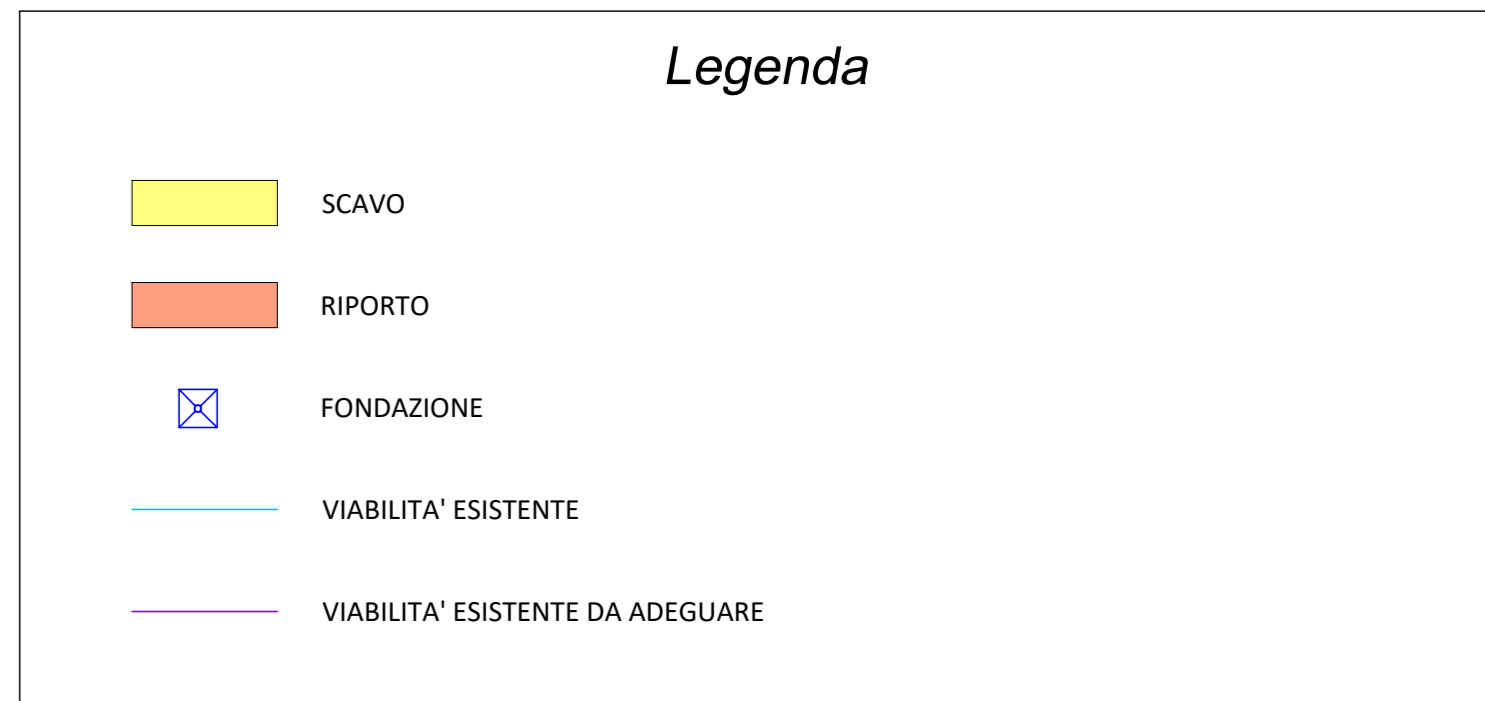 Legenda
SCAVO
RIPORTO
FONDAZIONE
VIABILITA' ESISTENTE
VIABILITA' ESISTENTE DA ADEGUARE